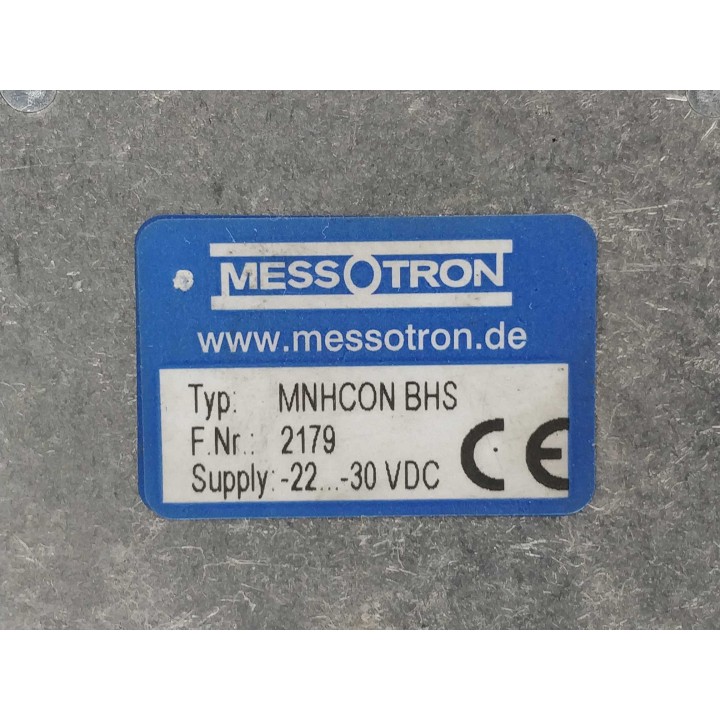 MESSOTRON
www.messotron.de
Typ: MNHCON BHS
F.Nr.: 2179
Supply: -22...-30 VDC
CE